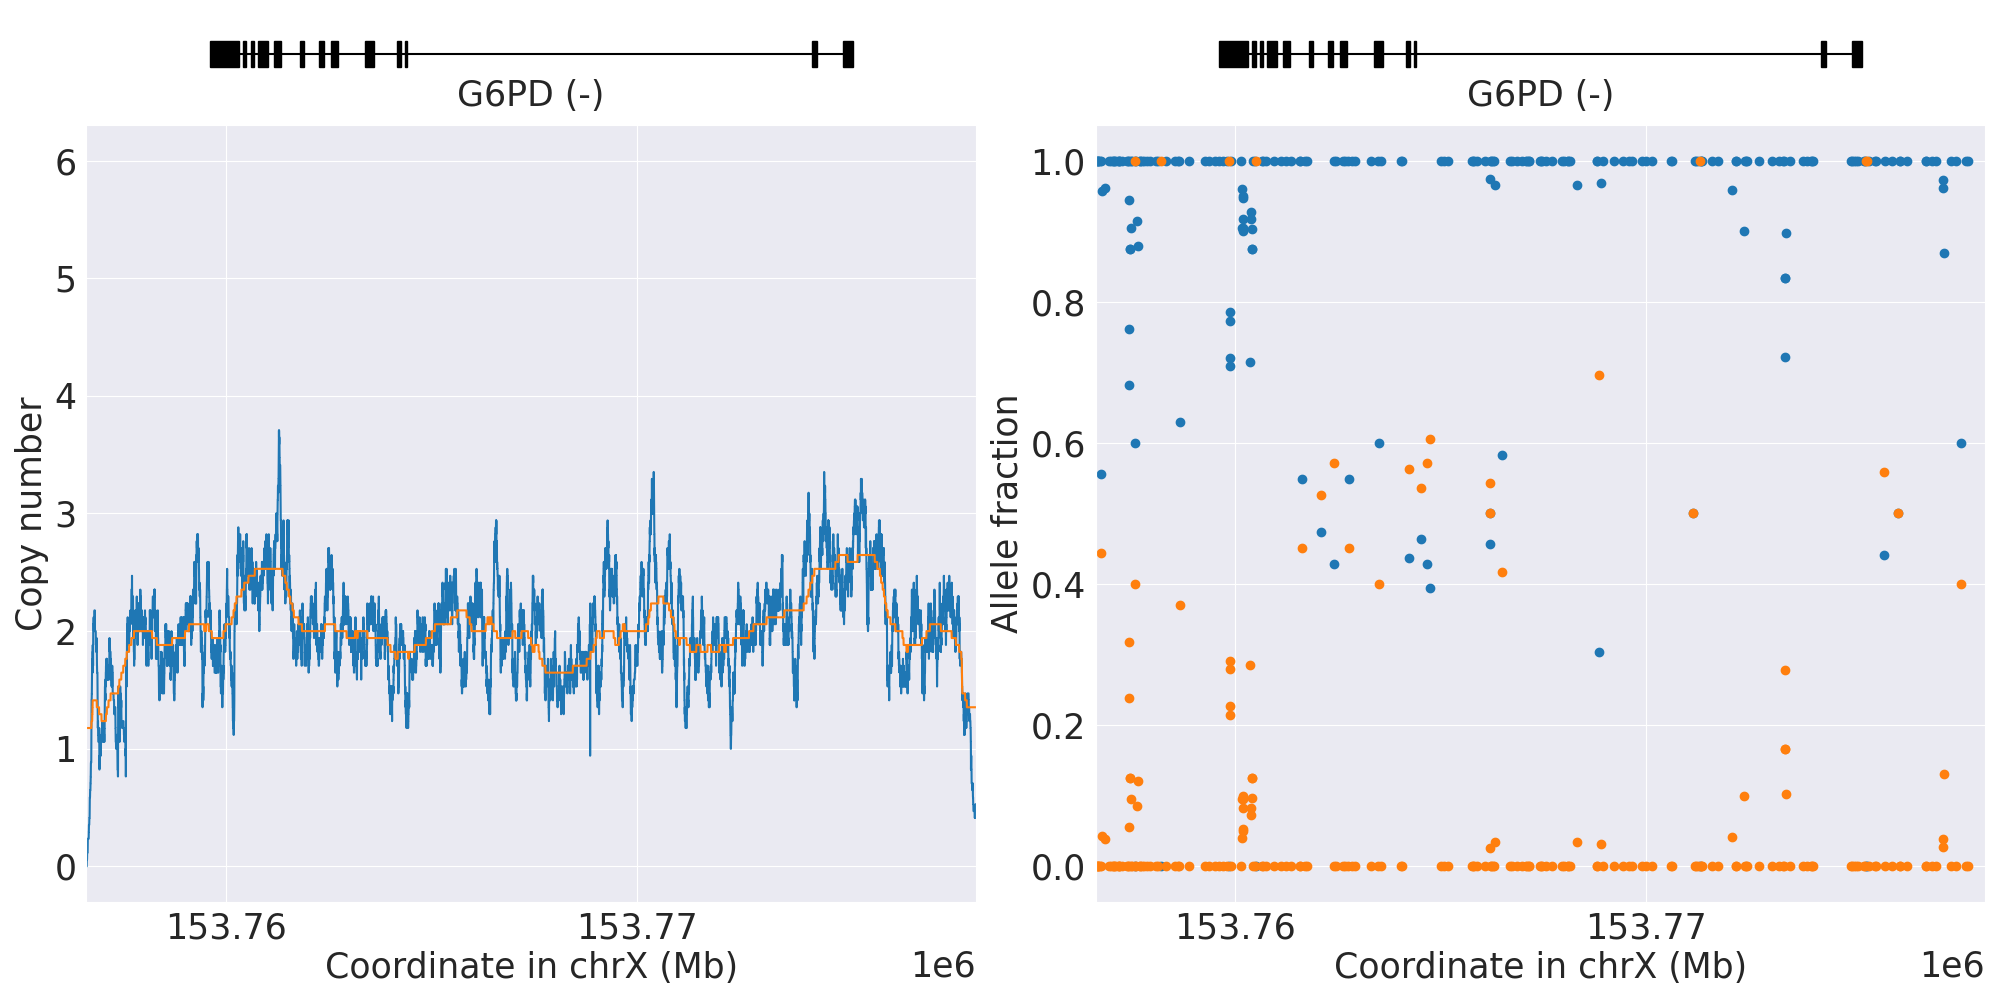 G6PD (-)
6
5
4
3
2
1
0
Copy number
153.76
153.77
Coordinate in chrX (Mb)
1e6
G6PD (-)
1.0
0.8
0.6
0.4
0.2
0.0
Allele fraction
153.76
153.77
Coordinate in chrX (Mb)
1e6